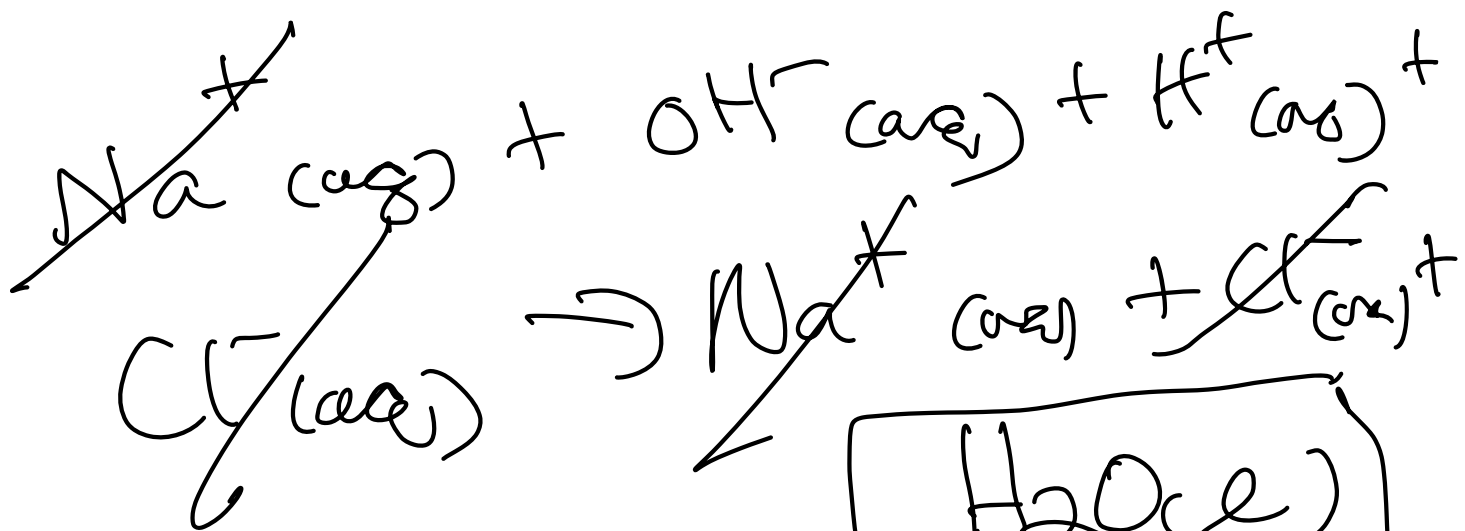 Na⁺ (aq) + OH⁻ (aq) + H⁺ (aq) +
Cl⁻ (aq) → Na⁺ (aq) + Cl⁻ (aq) +
H₂O(l)